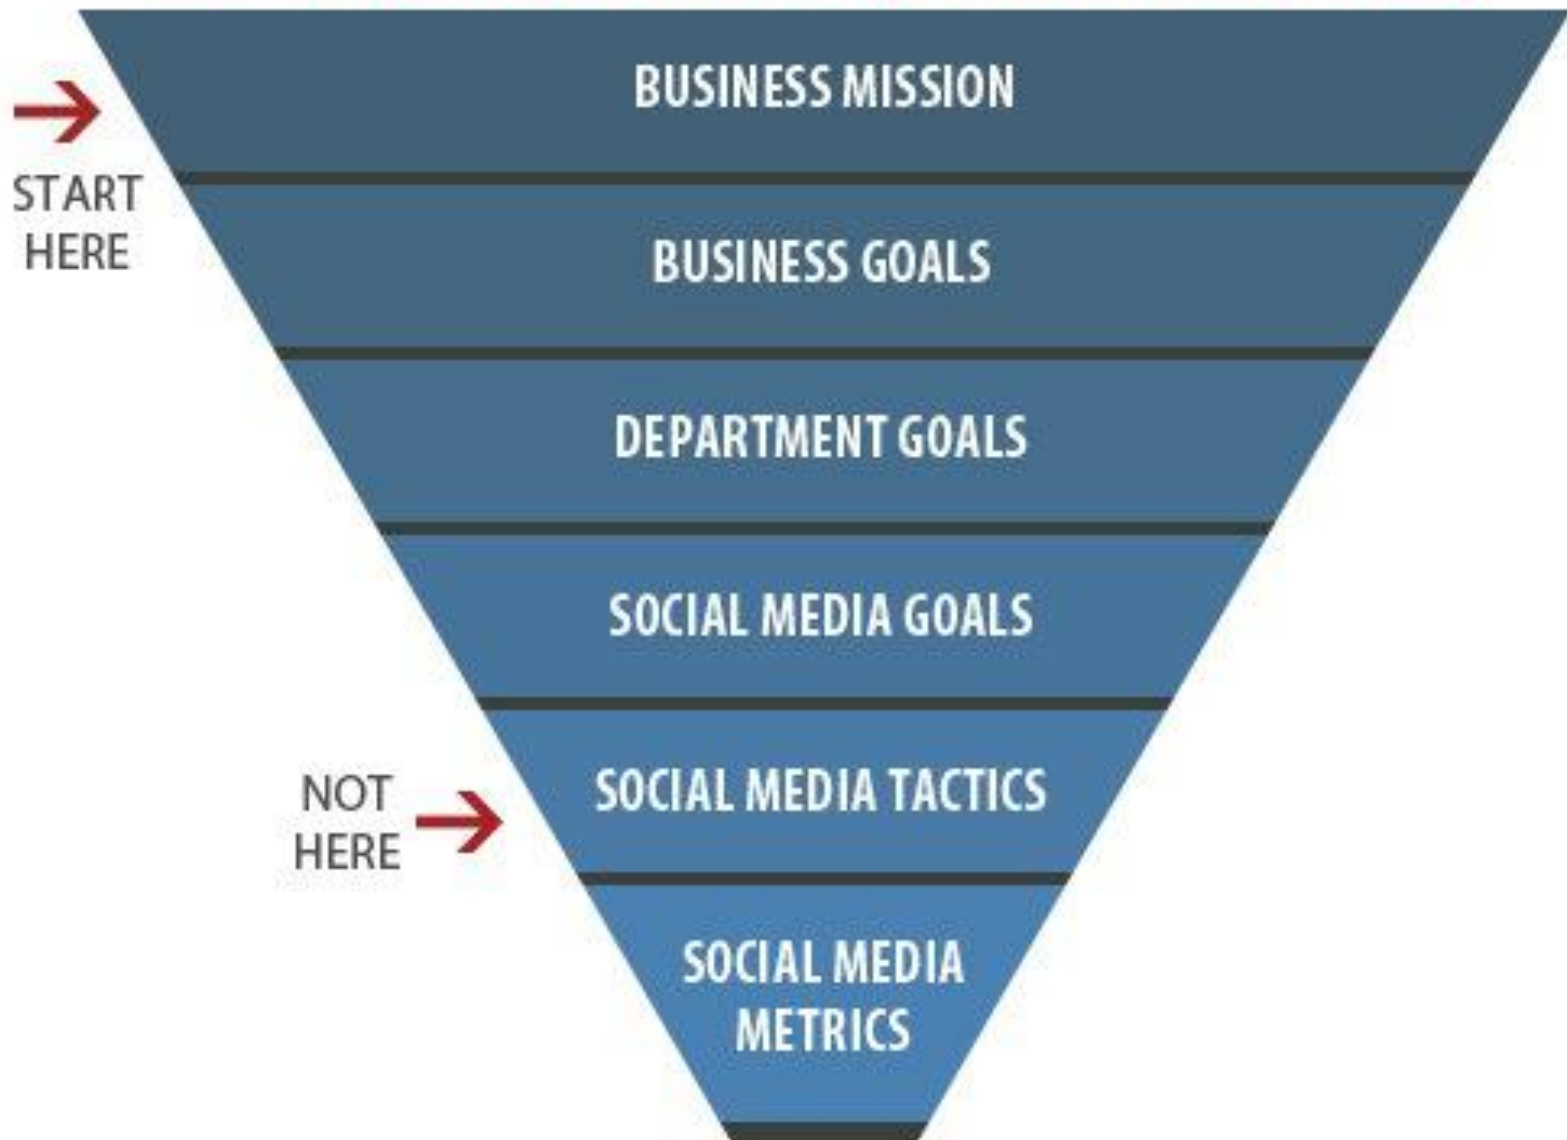 BUSINESS MISSION
START
HERE
BUSINESS GOALS
DEPARTMENT GOALS
SOCIAL MEDIA GOALS
NOT
HERE
SOCIAL MEDIA TACTICS
SOCIAL MEDIA
METRICS